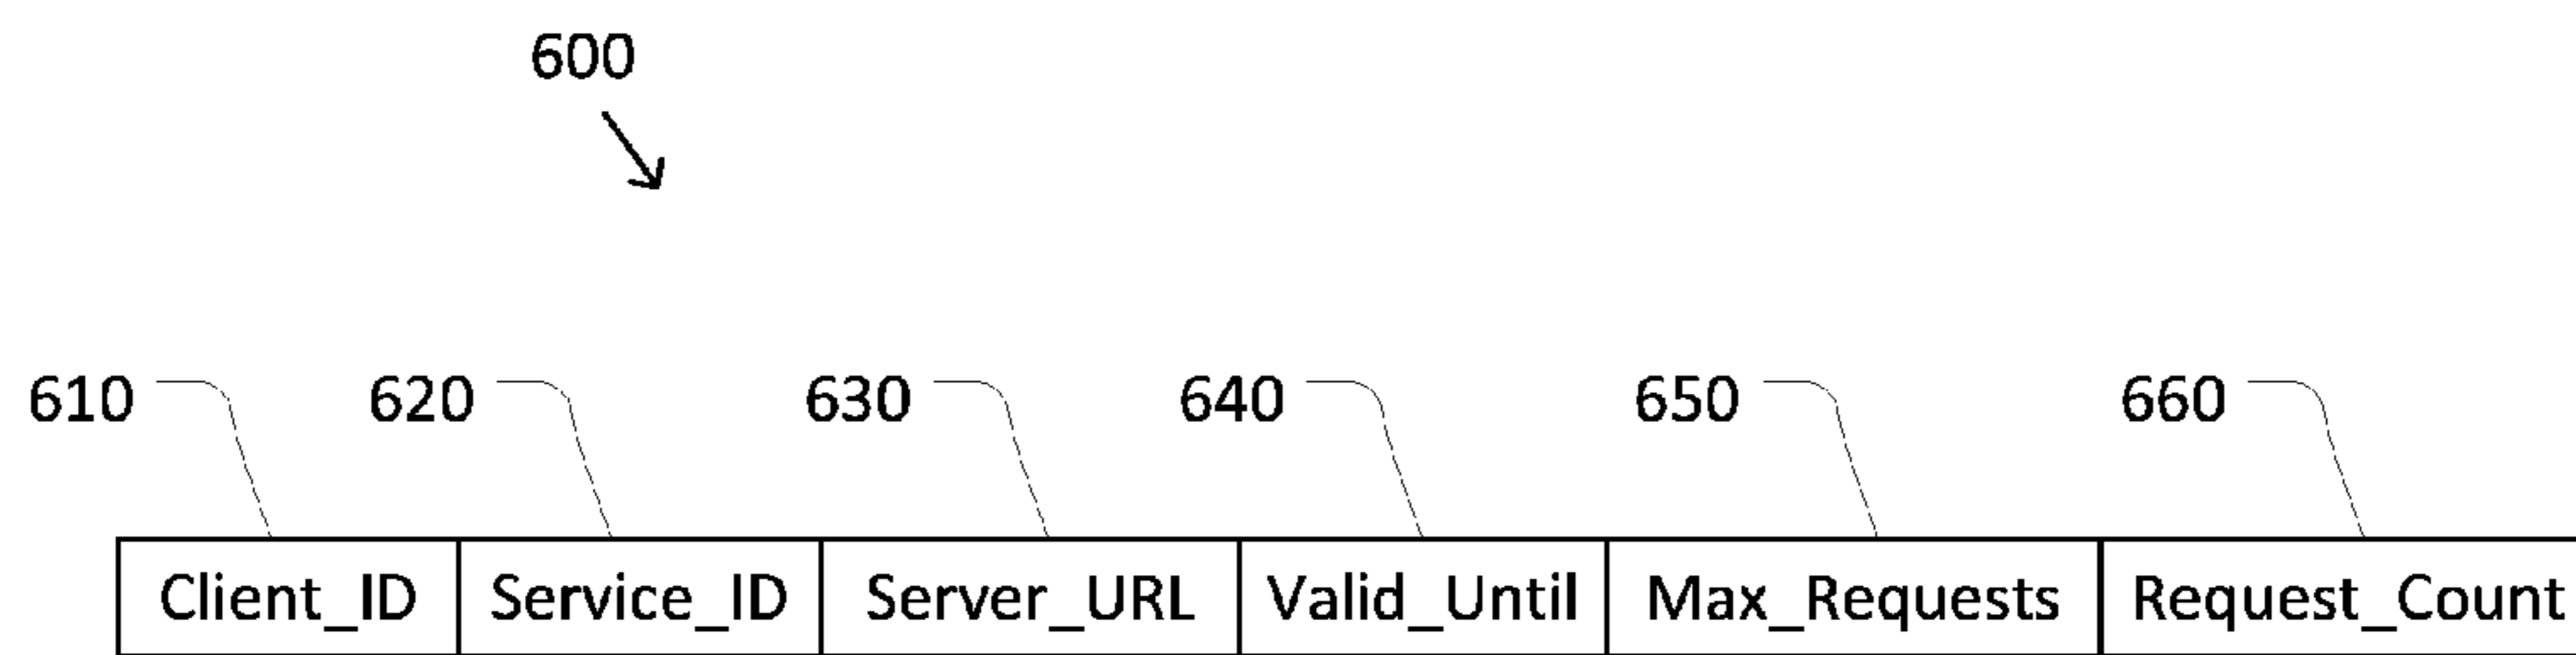 600
610 620 630 640 650 660
Client_ID Service_ID Server_URL Valid_Until Max_Requests Request_Count